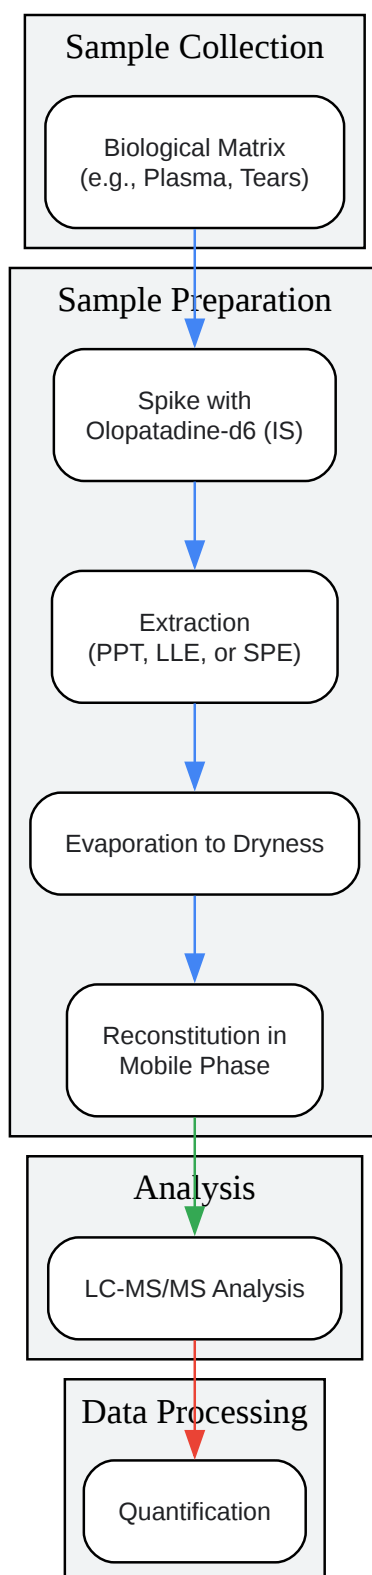 Sample Collection
Biological Matrix
(e.g., Plasma, Tears)
Sample Preparation
Spike with
Olopatadine-d6 (IS)
Extraction
(PPT, LLE, or SPE)
Evaporation to Dryness
Reconstitution in
Mobile Phase
Analysis
LC-MS/MS Analysis
Data Processing
Quantification